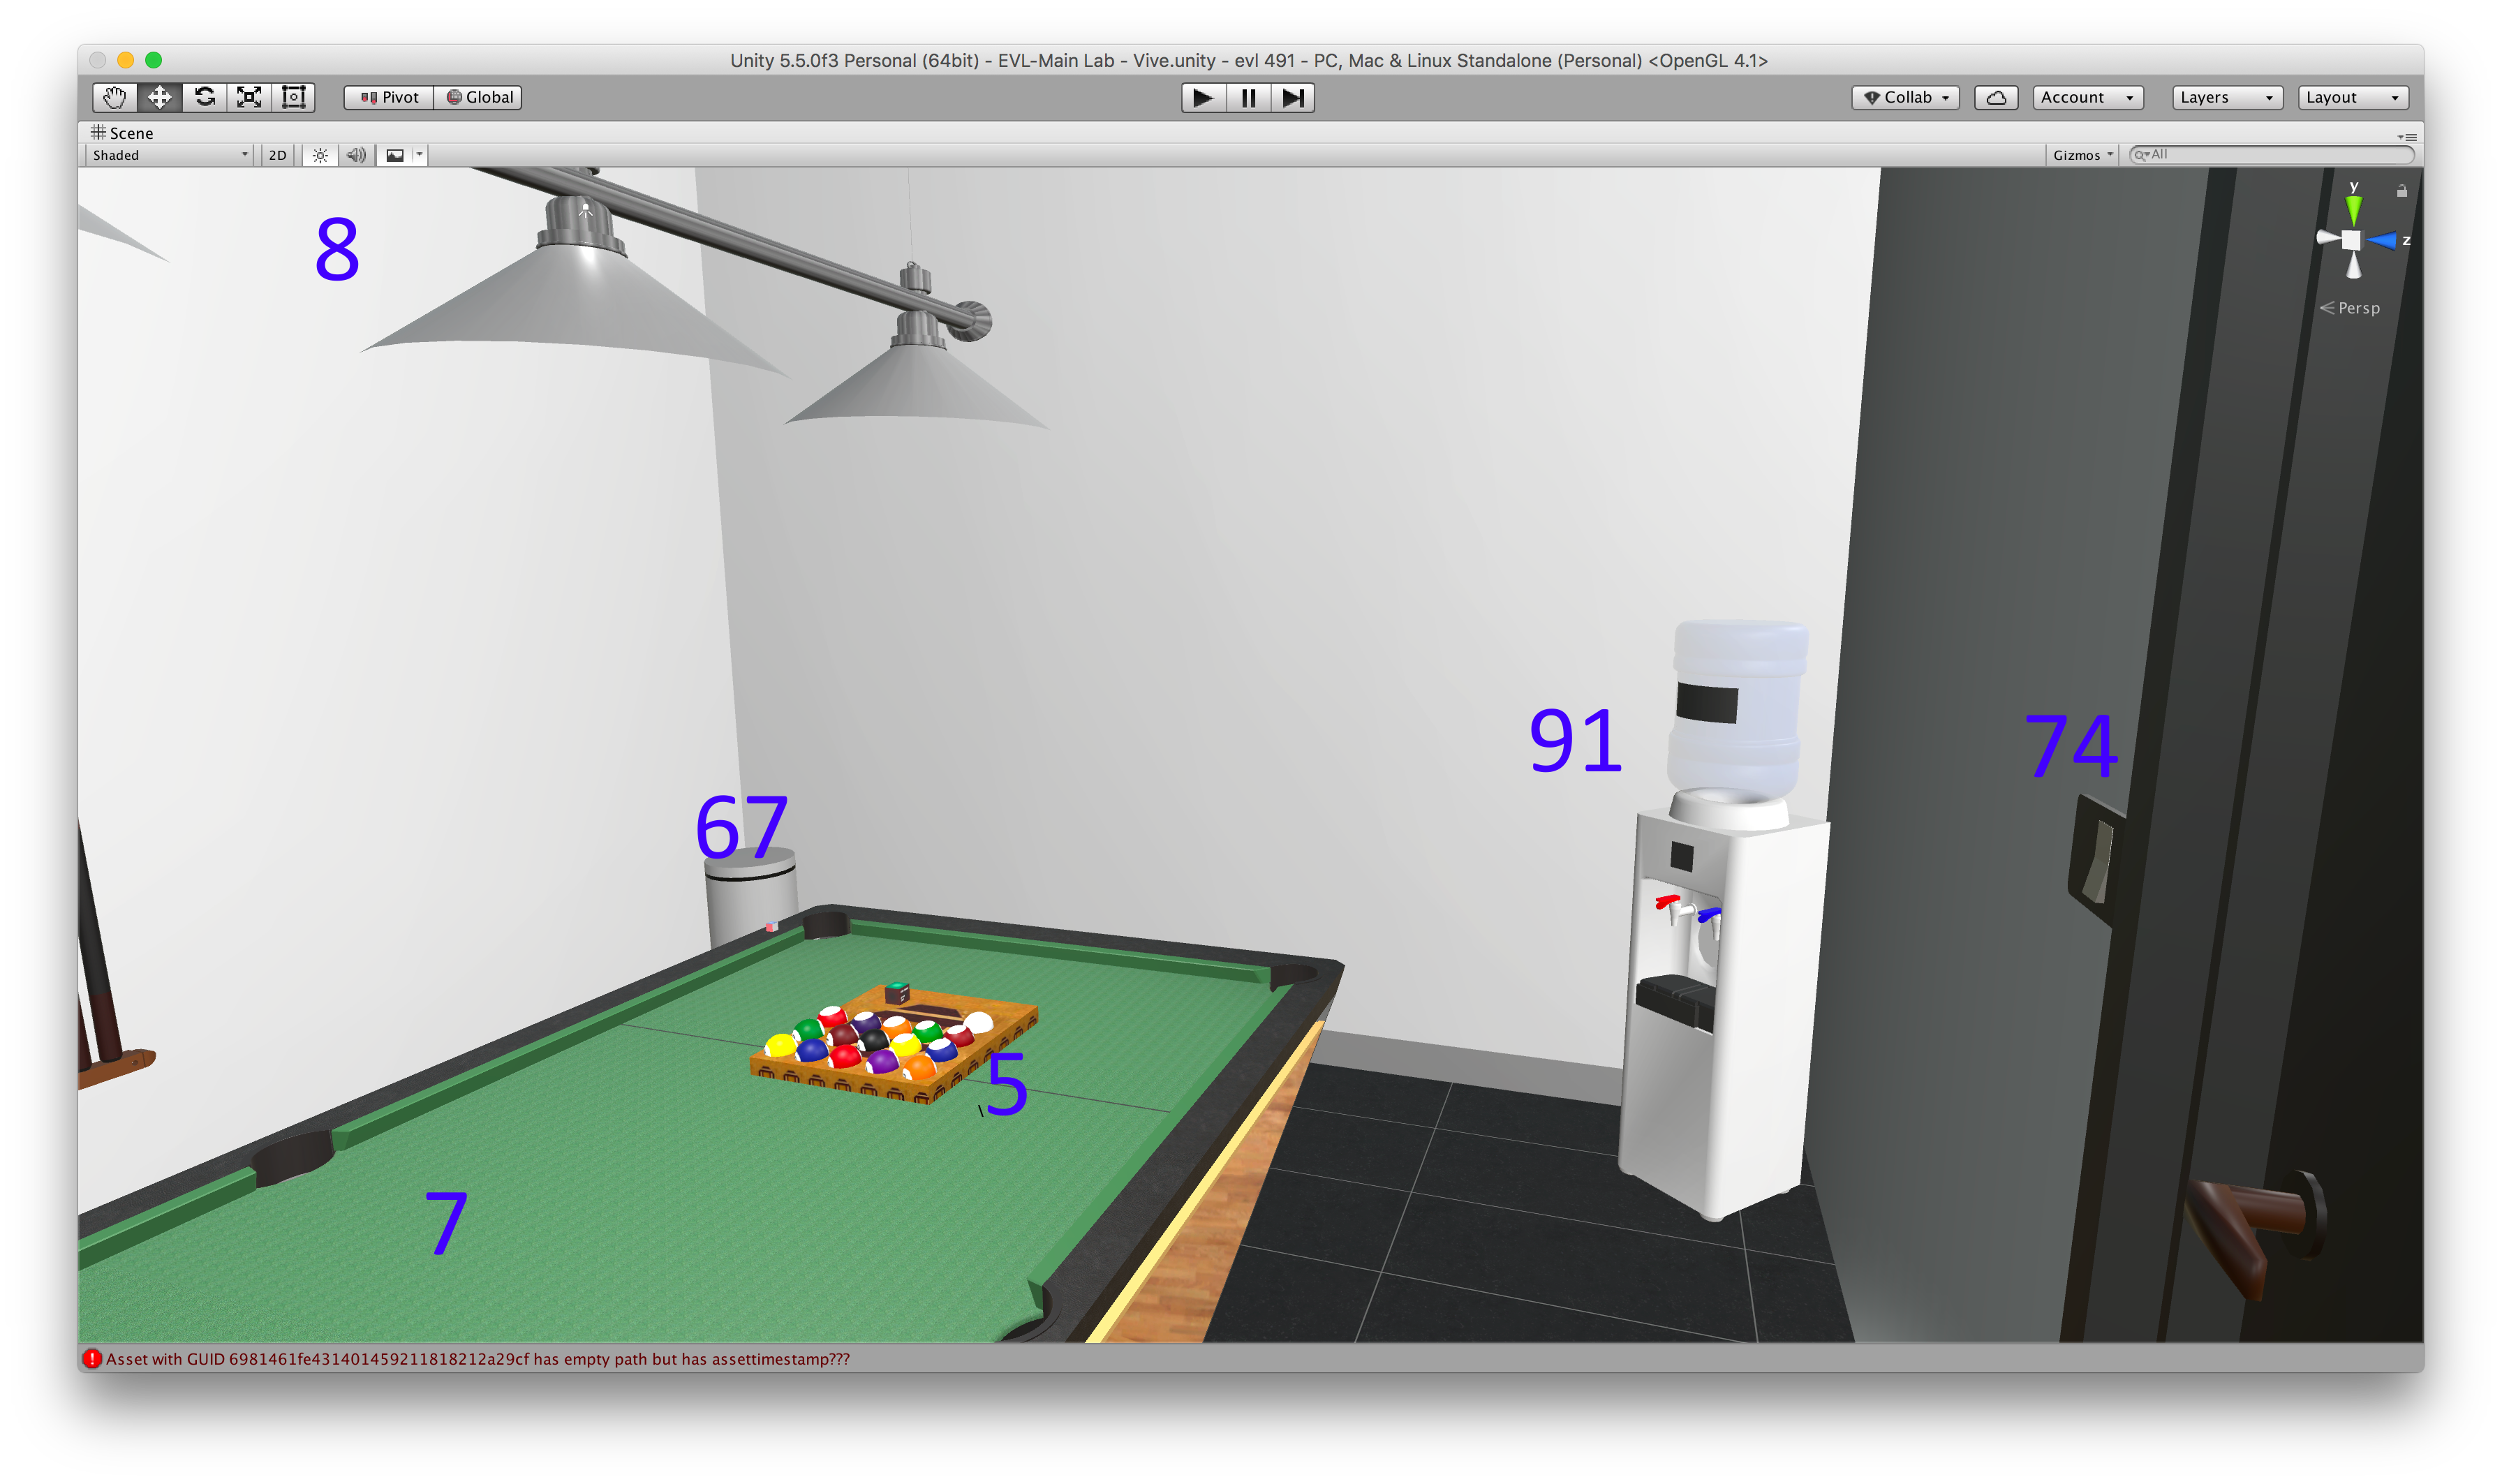 Unity 5.5.0f3 Personal (64bit) - EVL-Main Lab - Vive.unity - evl 491 - PC, Mac & Linux Standalone (Personal) <OpenGL 4.1>
Pivot Global Collab Account Layers Layout
Scene
Shaded 2D Gizmos All
y
z
Persp
8
91
74
67
5
\
7
Asset with GUID 6981461fe431401459211818212a29cf has empty path but has assettimestamp???